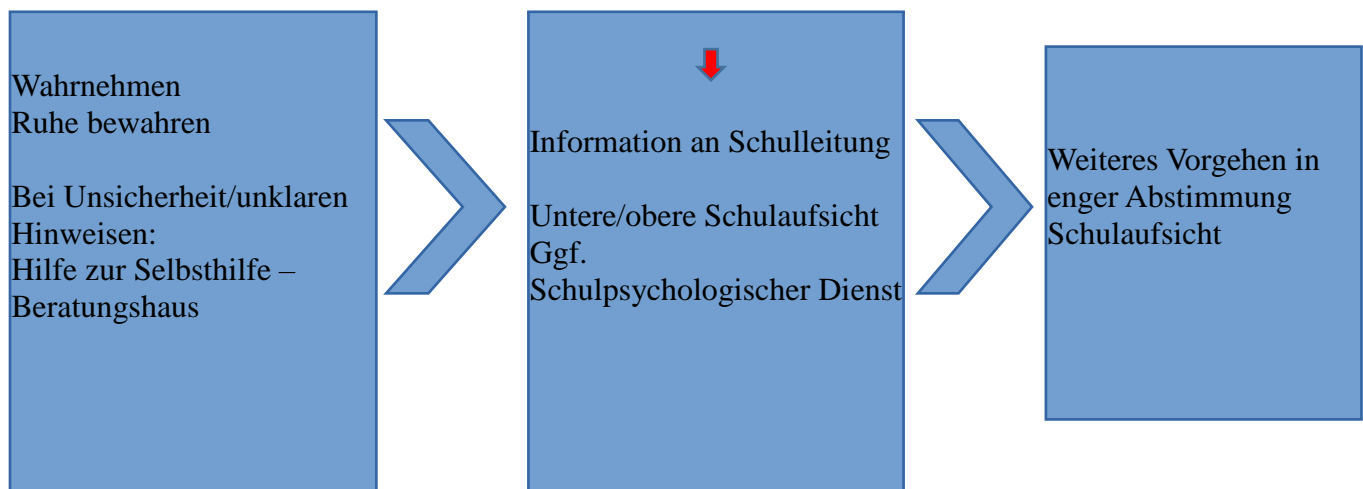 Wahrnehmen
Ruhe bewahren
Bei Unsicherheit/unklaren
Hinweisen:
Hilfe zur Selbsthilfe –
Beratungshaus
Information an Schulleitung
Untere/obere Schulaufsicht
Ggf.
Schulpsychologischer Dienst
Weiteres Vorgehen in
enger Abstimmung
Schulaufsicht